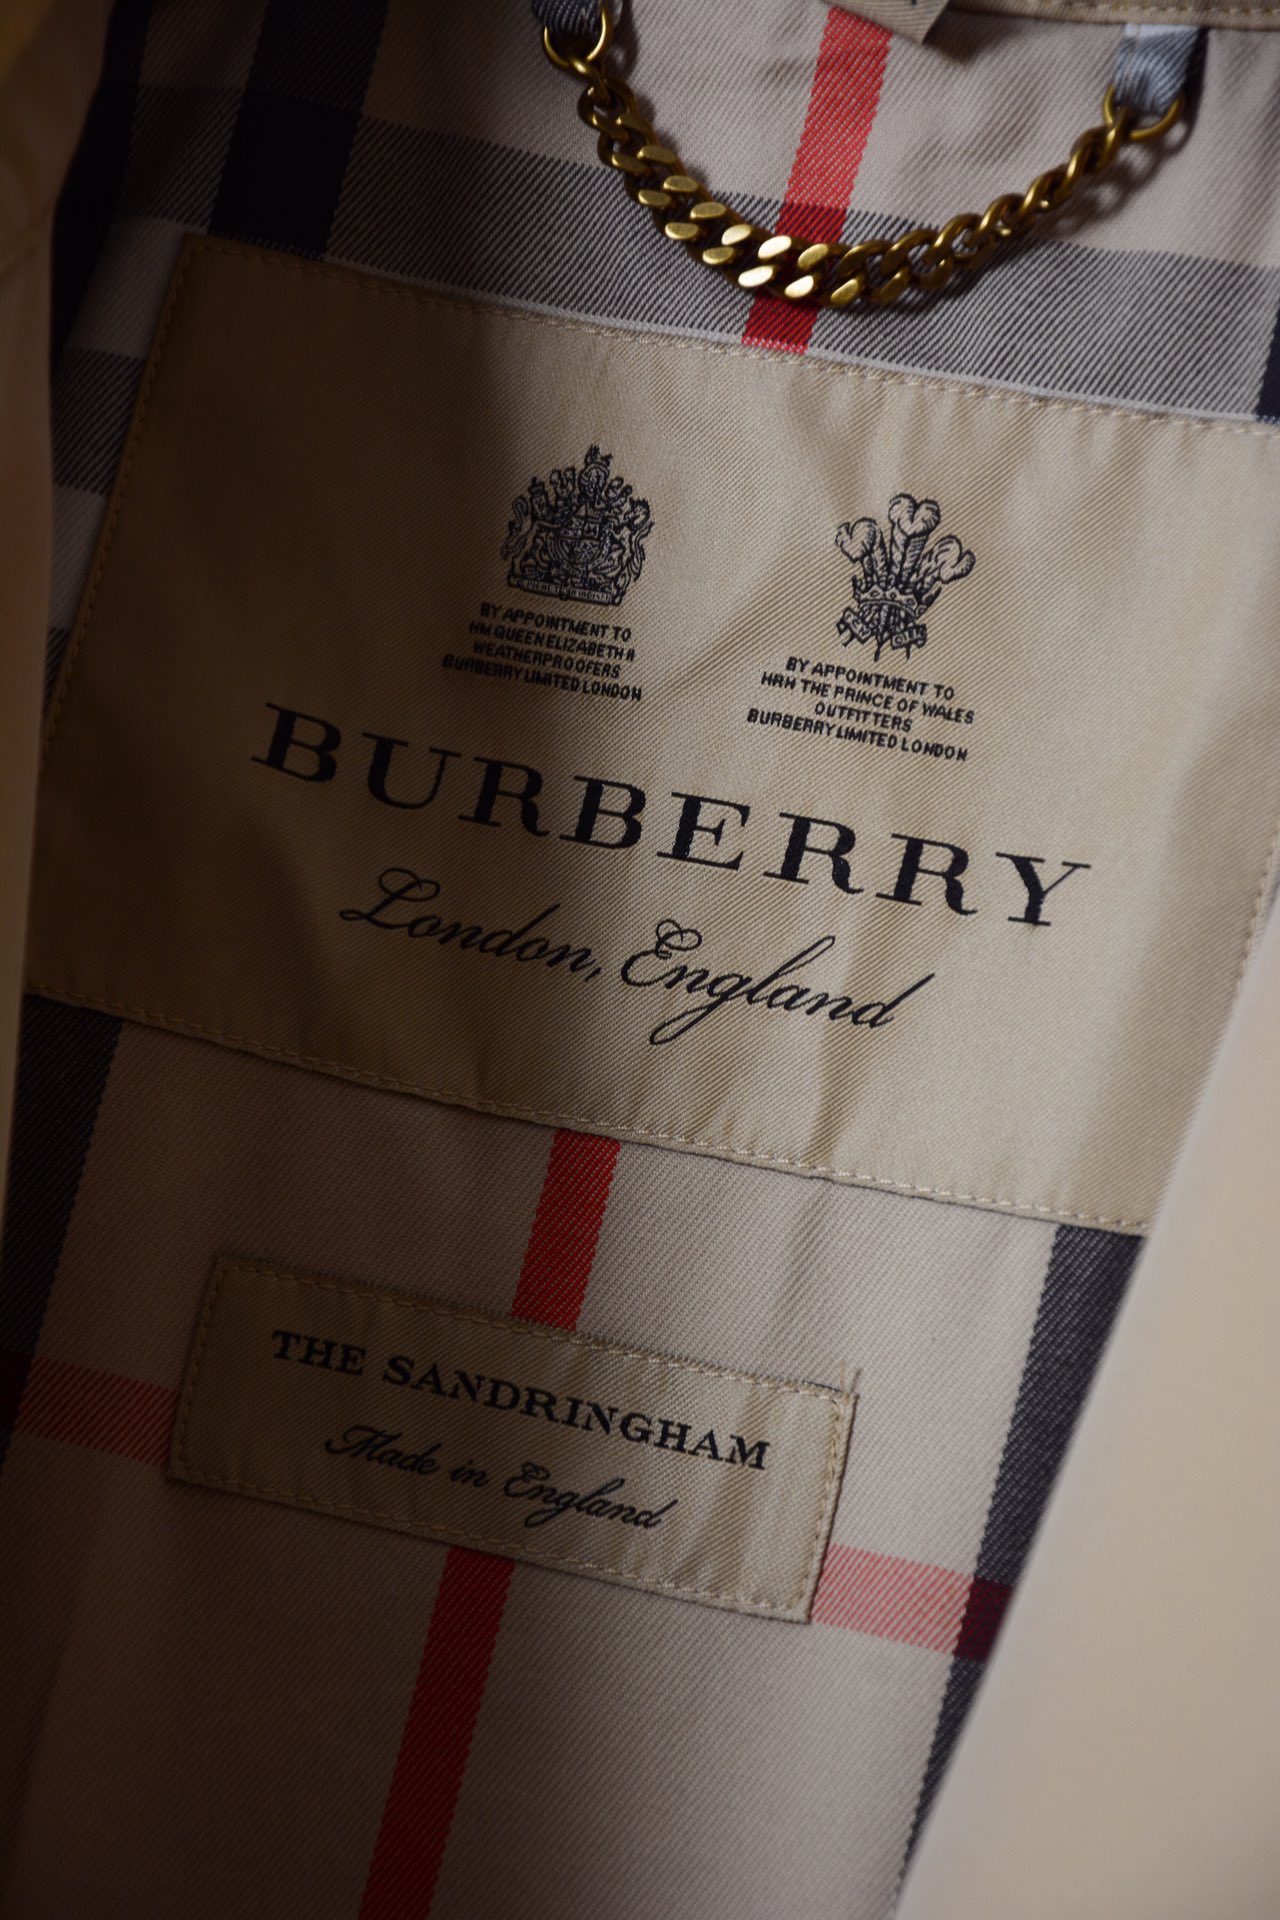 BY APPOINTMENT TO
HM QUEEN ELIZABETH II
WEATHERPROOFERS
BURBERRY LIMITED LONDON
BY APPOINTMENT TO
HRH THE PRINCE OF WALES
OUTFITTERS
BURBERRY LIMITED LONDON
BURBERRY
London, England
THE SANDRINGHAM
Made in England